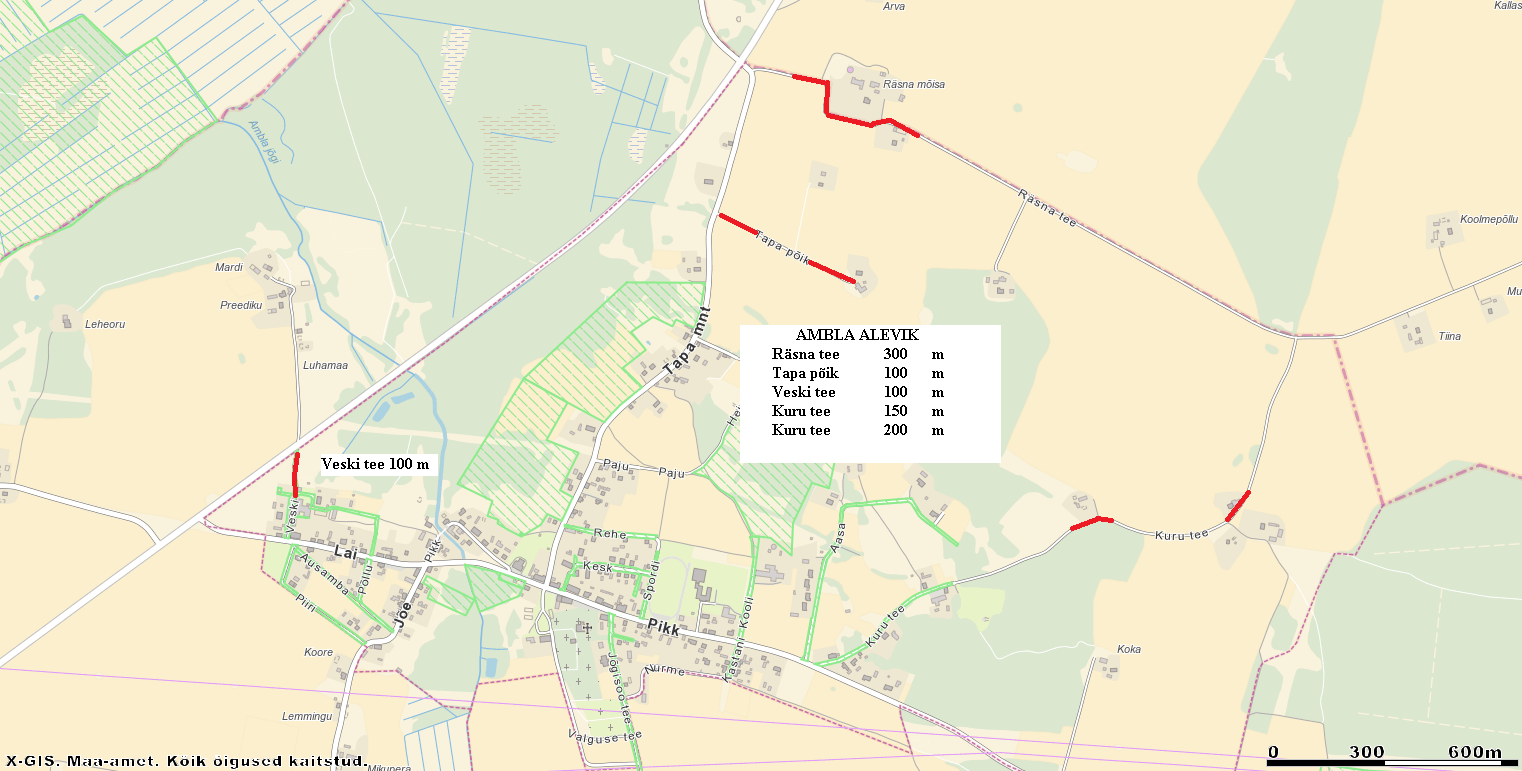 Arva
Kallas
Räsna mõisa
Ambla jõgi
Räsna tee
Koolmepõllu
Tapa põik
Mardi
Preediku
Leheoru
Mu
Tiina
Tapa mnt
Luhamaa
AMBLA ALEVIK
Räsna tee 300 m
Tapa põik 100 m
Veski tee 100 m
Kuru tee 150 m
Kuru tee 200 m
Hei
Veski tee 100 m
Paju
Paju
Veski
Rehe
Aasa
Kuru tee
Lai
Pikk
Kesk
Spordi
Ausamba
Põllu
Piiri
Jõe
Pikk
Kastani
Kooli
Kuru tee
Koore
Koka
Nurme
Jõgisoo tee
Lemmingu
Valguse tee
0 300 600m
X-GIS. Maa-amet. Kõik õigused kaitstud.
Mikupera